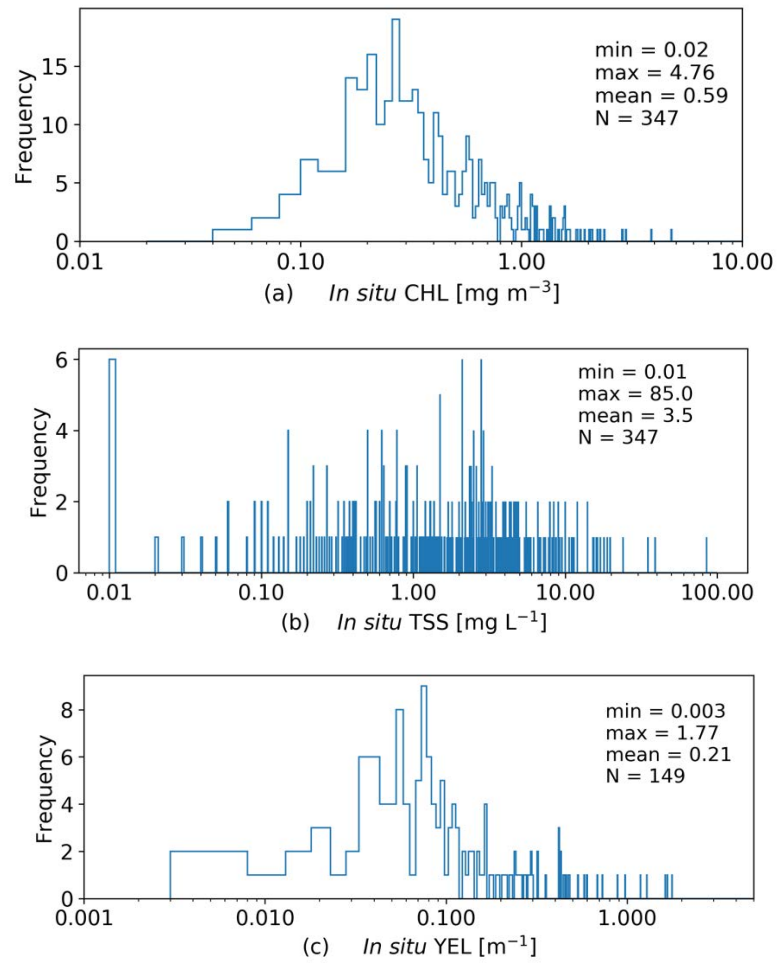 Frequency
15
10
5
0
min = 0.02
max = 4.76
mean = 0.59
N = 347
0.01 0.10 1.00 10.00
(a) In situ CHL [mg m⁻³]
Frequency
6
4
2
0
min = 0.01
max = 85.0
mean = 3.5
N = 347
0.01 0.10 1.00 10.00 100.00
(b) In situ TSS [mg L⁻¹]
Frequency
8
6
4
2
0
min = 0.003
max = 1.77
mean = 0.21
N = 149
0.001 0.010 0.100 1.000
(c) In situ YEL [m⁻¹]